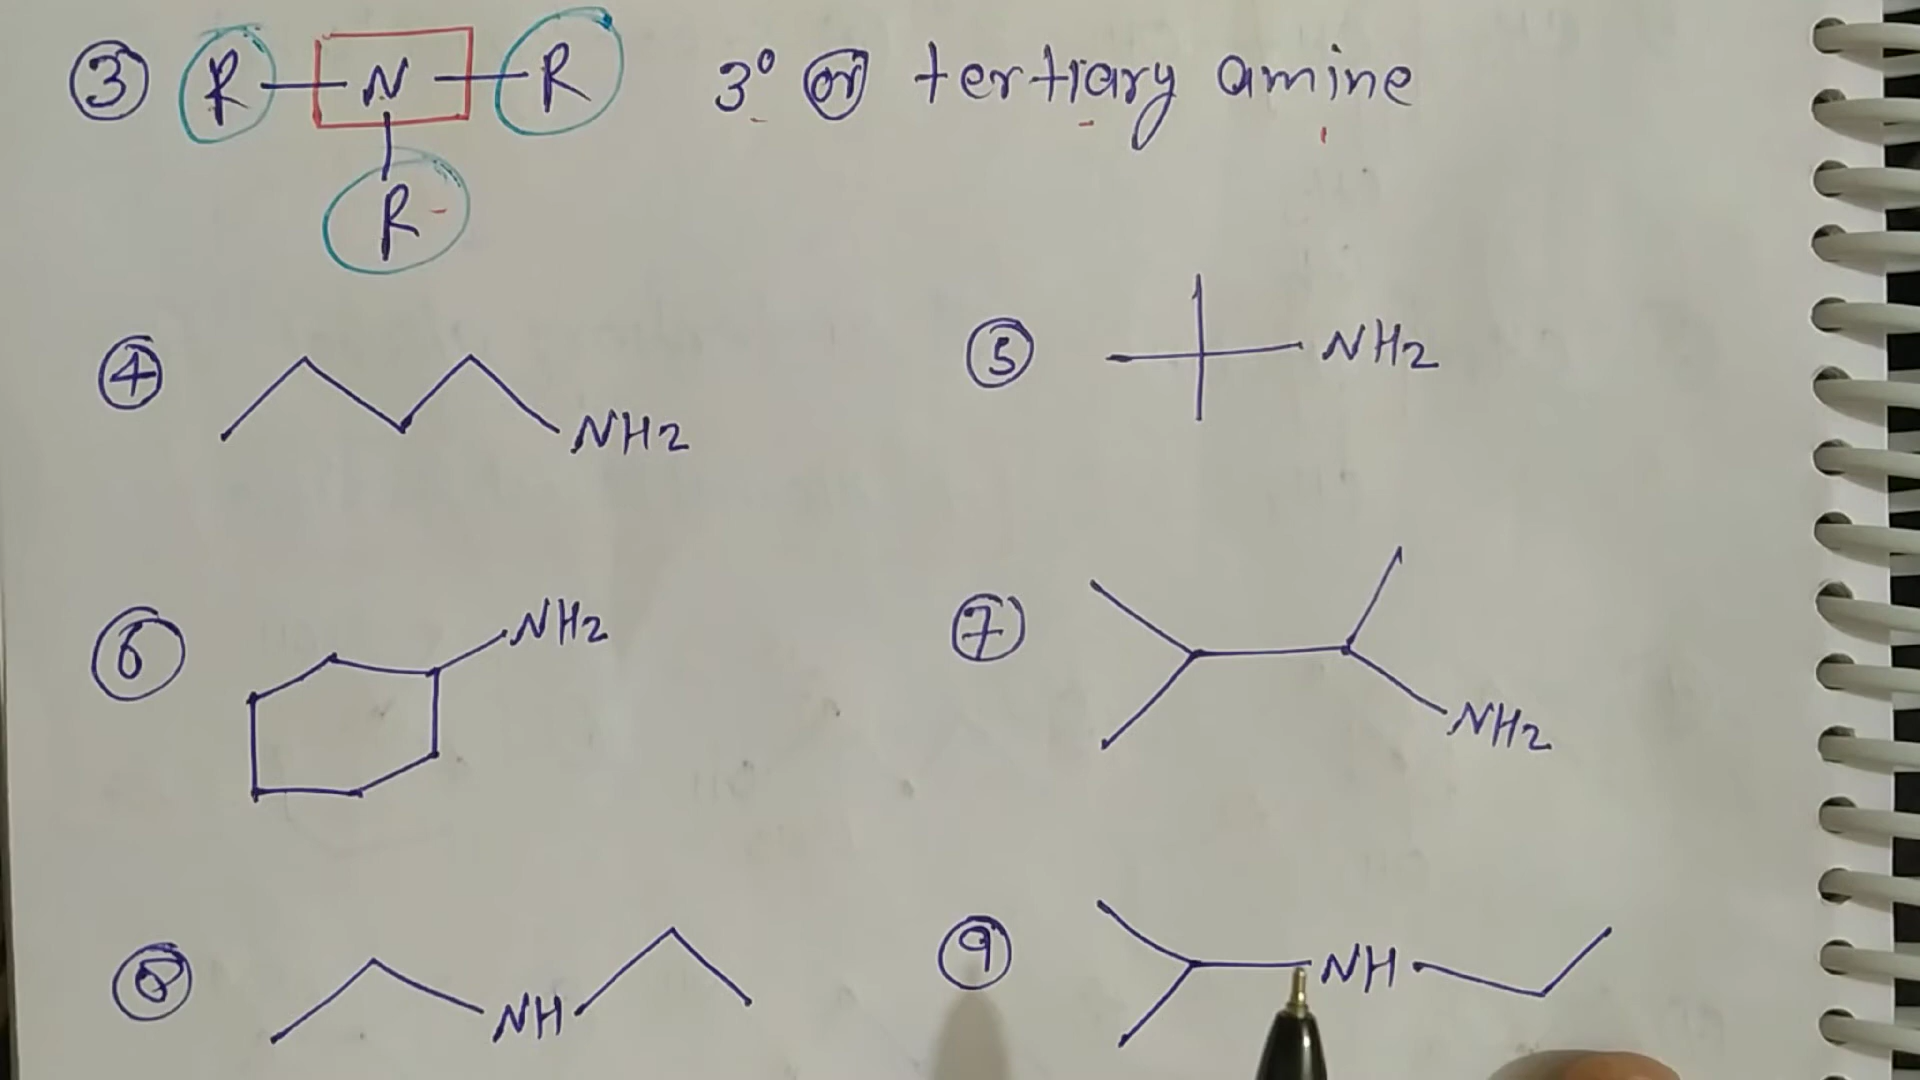 ③ R—N—R 3° or tertiary amine
R
④ NH2
⑤ NH2
⑥ NH2
⑦ NH2
⑧ NH
⑨ NH